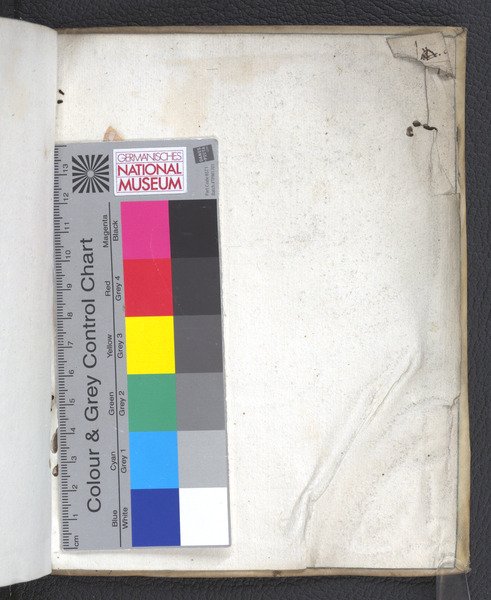 GERMANISCHES
NATIONAL
MUSEUM
Colour & Grey Control Chart
Magenta
Red
Yellow
Green
Cyan
Blue
Black
Grey 4
Grey 3
Grey 2
Grey 1
White
13
12
11
10
9
8
7
6
5
4
3
2
1
cm